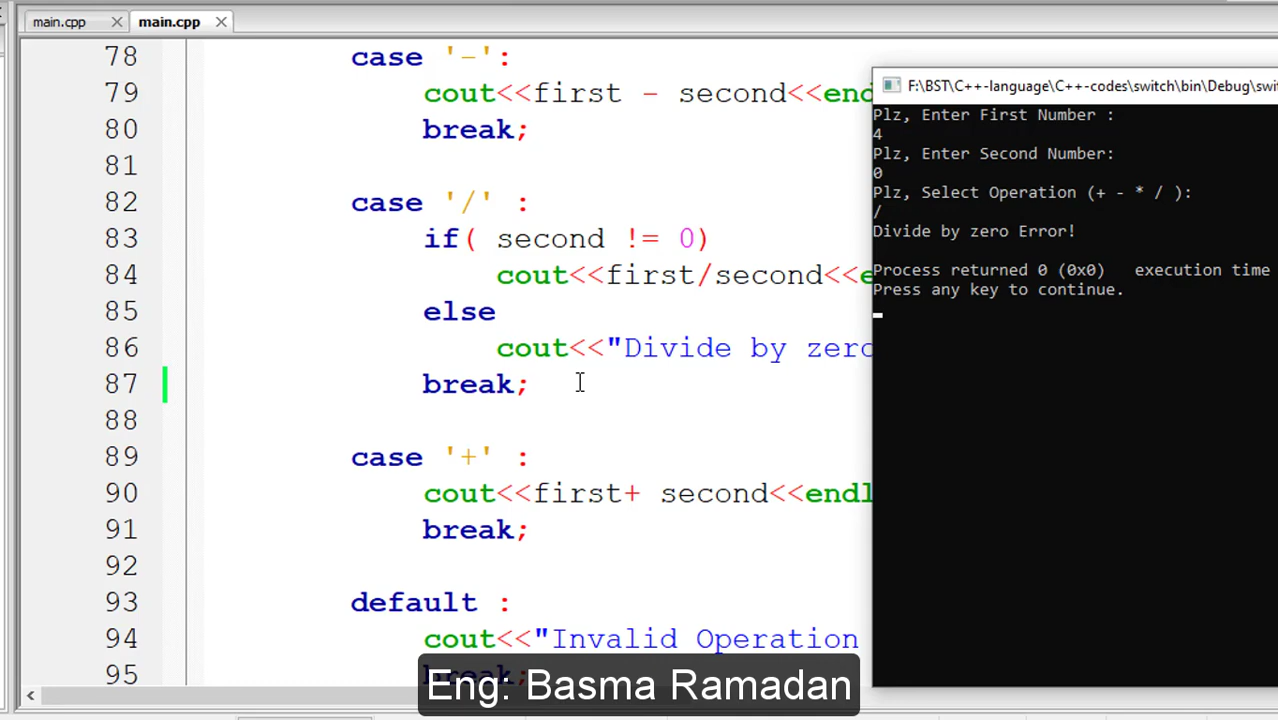 main.cpp main.cpp
78 case '-':
79 cout<<first - second<<end
80 break;
81
82 case '/' :
83 if( second != 0)
84 cout<<first/second<<e
85 else
86 cout<<"Divide by zero
87 break;
88
89 case '+' :
90 cout<<first+ second<<endl
91 break;
92
93 default :
94 cout<<"Invalid Operation
95 break;
F:\BST\C++-language\C++-codes\switch\bin\Debug\swi
Plz, Enter First Number :
4
Plz, Enter Second Number:
0
Plz, Select Operation (+ - * / ):
/
Divide by zero Error!
Process returned 0 (0x0) execution time
Press any key to continue.
Eng: Basma Ramadan